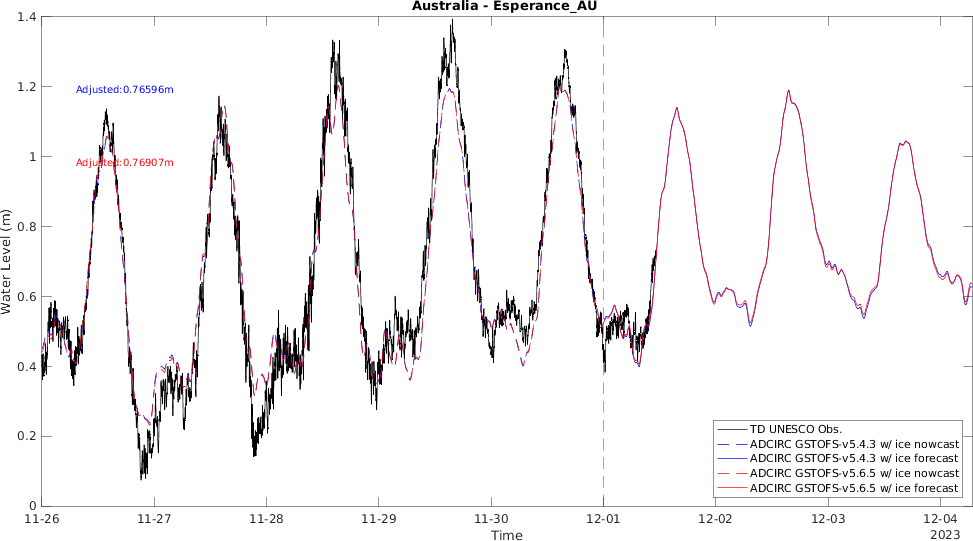 Australia - Esperance_AU
1.4
1.2
1
0.8
0.6
0.4
0.2
0
Water Level (m)
Adjusted:0.76596m
Adjusted:0.76907m
TD UNESCO Obs.
ADCIRC GSTOFS-v5.4.3 w/ ice nowcast
ADCIRC GSTOFS-v5.4.3 w/ ice forecast
ADCIRC GSTOFS-v5.6.5 w/ ice nowcast
ADCIRC GSTOFS-v5.6.5 w/ ice forecast
11-26 11-27 11-28 11-29 11-30 12-01 12-02 12-03 12-04
Time
2023